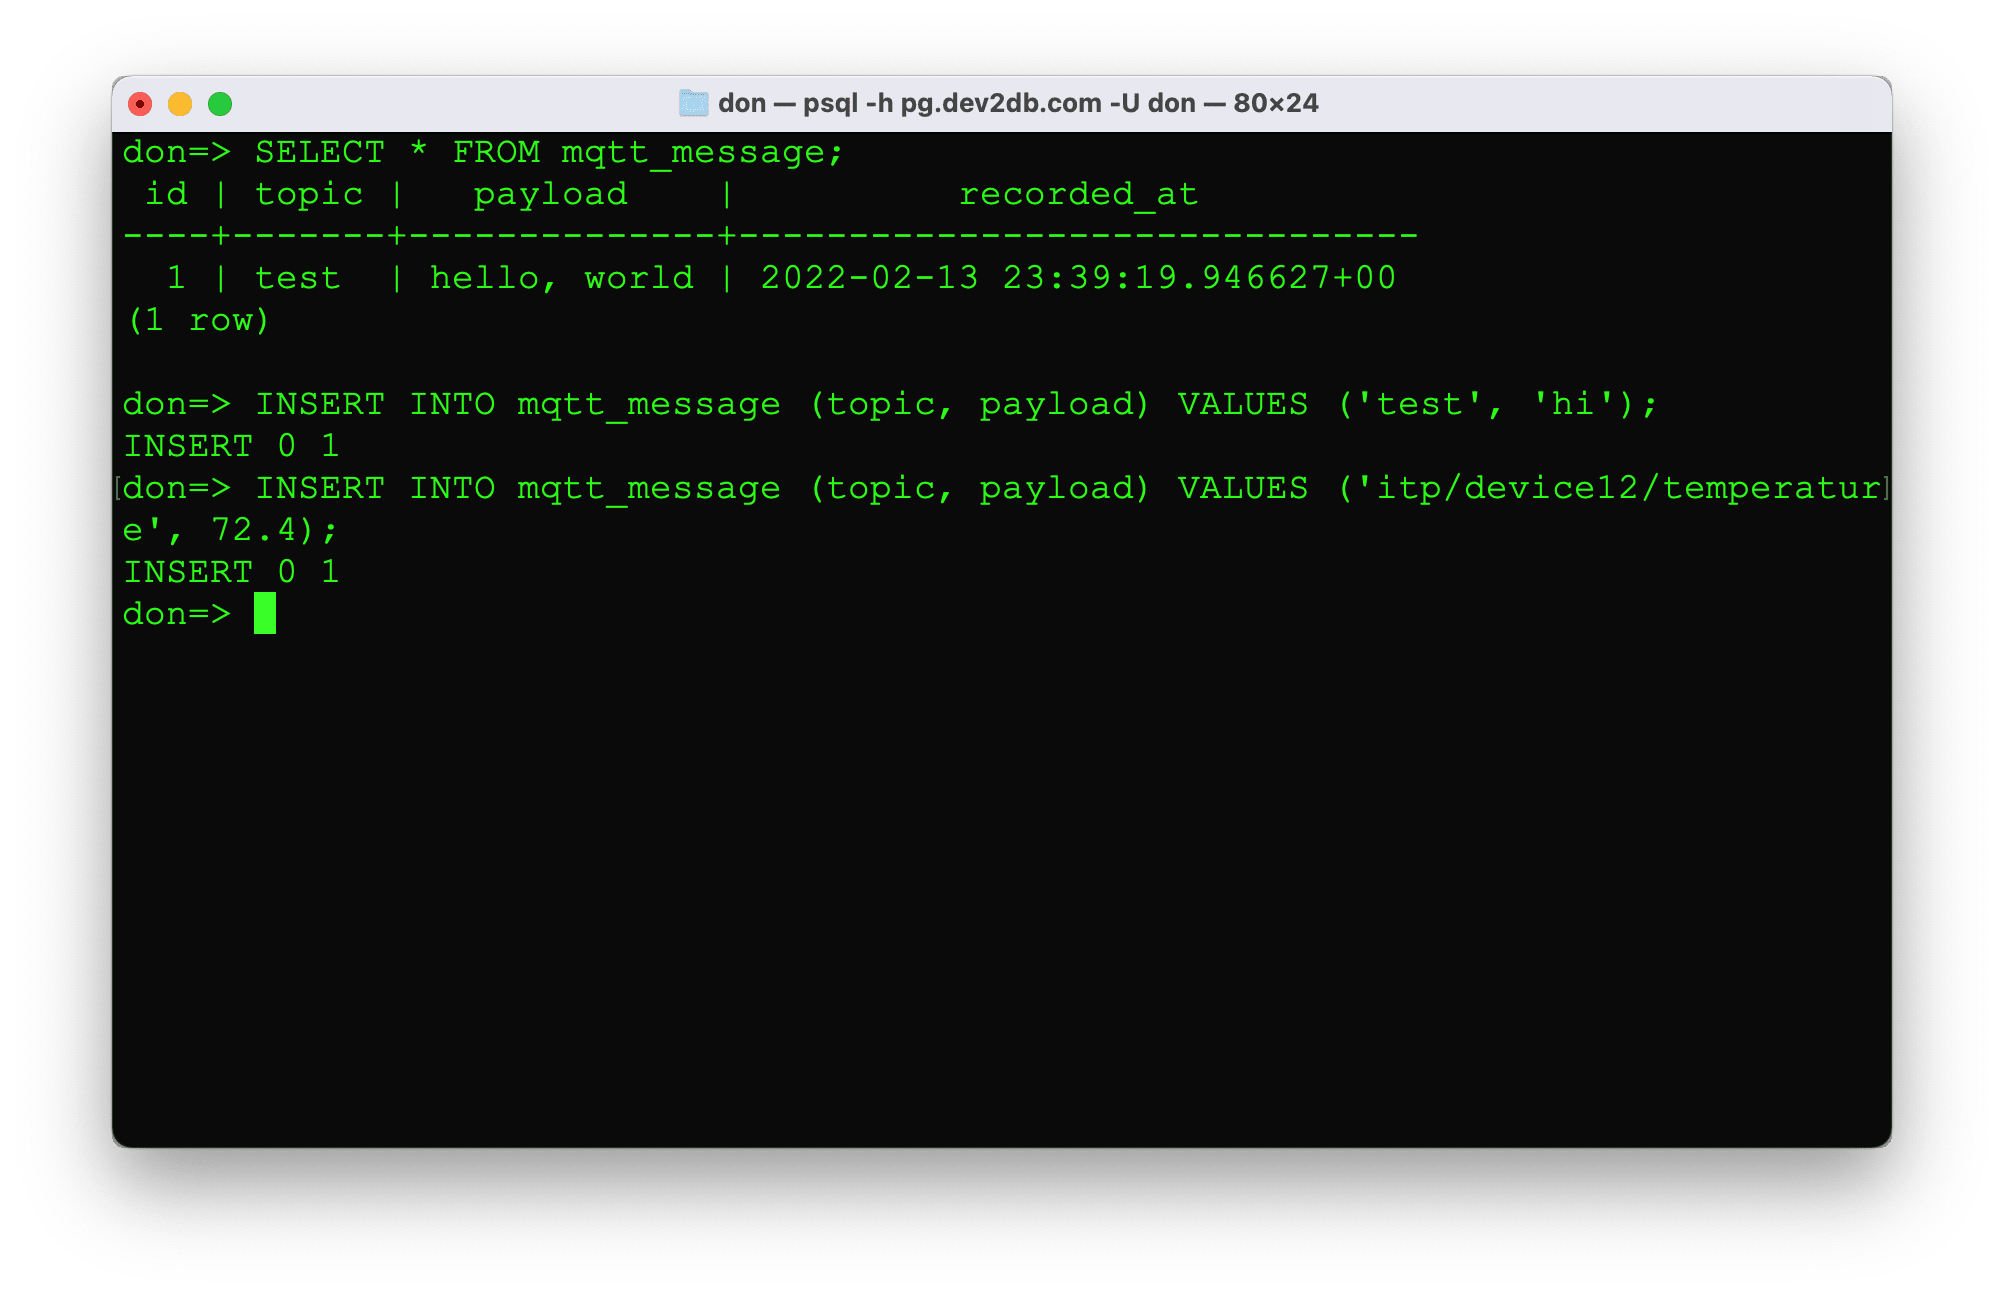 don — psql -h pg.dev2db.com -U don — 80×24
don=> SELECT * FROM mqtt_message;
 id | topic |   payload    |          recorded_at
----+-------+--------------+-------------------------------
  1 | test  | hello, world | 2022-02-13 23:39:19.946627+00
(1 row)

don=> INSERT INTO mqtt_message (topic, payload) VALUES ('test', 'hi');
INSERT 0 1
[don=> INSERT INTO mqtt_message (topic, payload) VALUES ('itp/device12/temperatur]
e', 72.4);
INSERT 0 1
don=>